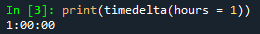 In [3]: print(timedelta(hours = 1))
1:00:00